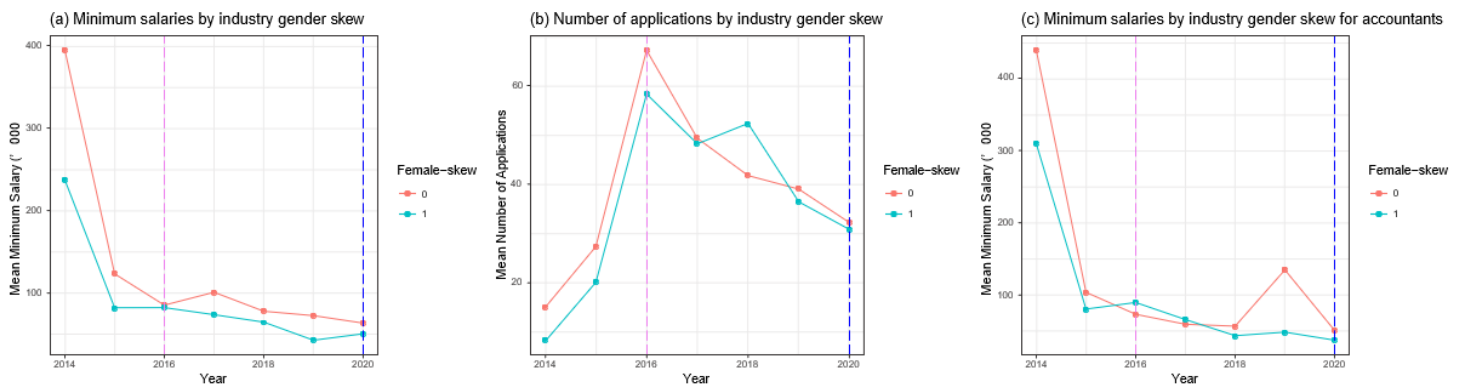 (a) Minimum salaries by industry gender skew
400
300
200
100
Mean Minimum Salary (' 000
2014
2016
2018
2020
Year
Female-skew
0
1
(b) Number of applications by industry gender skew
60
40
20
Mean Number of Applications
2014
2016
2018
2020
Year
Female-skew
0
1
(c) Minimum salaries by industry gender skew for accountants
400
300
200
100
Mean Minimum Salary (' 000
2014
2016
2018
2020
Year
Female-skew
0
1